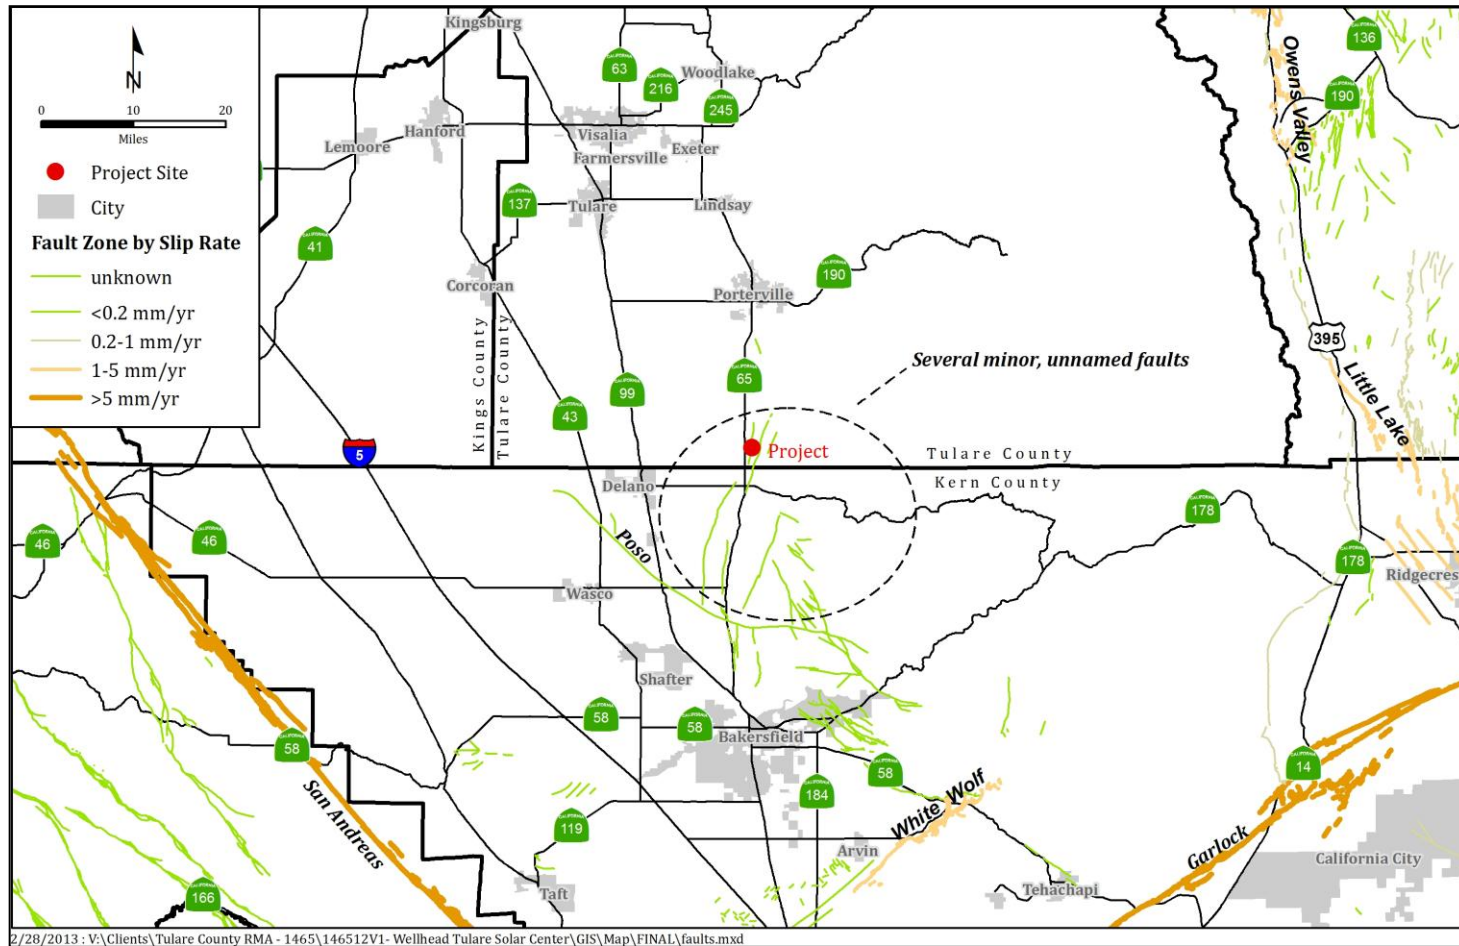 N
0 10 20
Miles
Project Site
City
Fault Zone by Slip Rate
unknown
<0.2 mm/yr
0.2-1 mm/yr
1-5 mm/yr
>5 mm/yr
Kingsburg
63
216
Woodlake
245
136
190
Owens Valley
Hanford
Lemoore
Visalia
Farmersville
Exeter
137
Tulare
Lindsay
41
Corcoran
190
Porterville
Kings County
Tulare County
395
Little Lake
Several minor, unnamed faults
65
99
43
5
Project
Tulare County
Kern County
Delano
178
46
46
Poso
178
Ridgecres
Wasco
Shafter
58
58
58
Bakersfield
58
184
14
San Andreas
White Wolf
119
Arvin
Garlock
California City
Taft
Tehachapi
166
2/28/2013 : V:\Clients\Tulare County RMA - 1465\146512V1- Wellhead Tulare Solar Center\GIS\Map\FINAL\faults.mxd